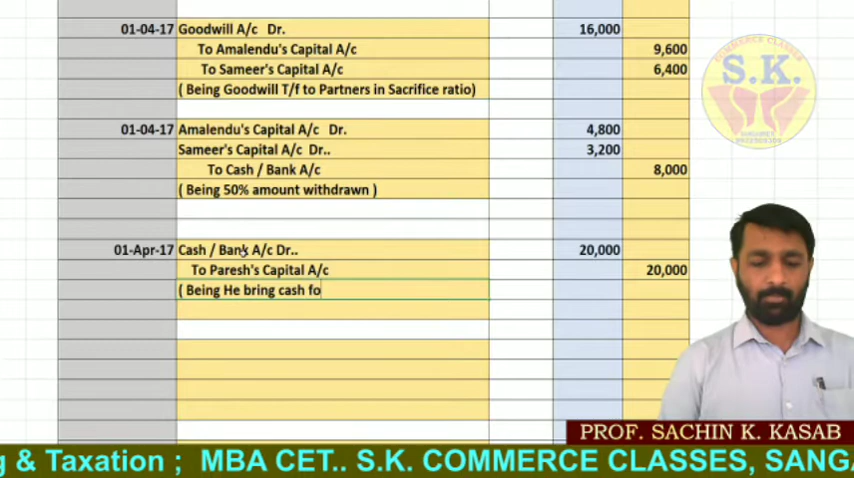 01-04-17 Goodwill A/c Dr. 16,000
To Amalendu's Capital A/c 9,600
To Sameer's Capital A/c 6,400
( Being Goodwill T/f to Partners in Sacrifice ratio)
01-04-17 Amalendu's Capital A/c Dr. 4,800
Sameer's Capital A/c Dr.. 3,200
To Cash / Bank A/c 8,000
( Being 50% amount withdrawn )
01-Apr-17 Cash / Bank A/c Dr.. 20,000
To Paresh's Capital A/c 20,000
( Being He bring cash fo
COMMERCE CLASSES
S.K.
PROF. SACHIN K. KASAB
g & Taxation ; MBA CET.. S.K. COMMERCE CLASSES, SANGA